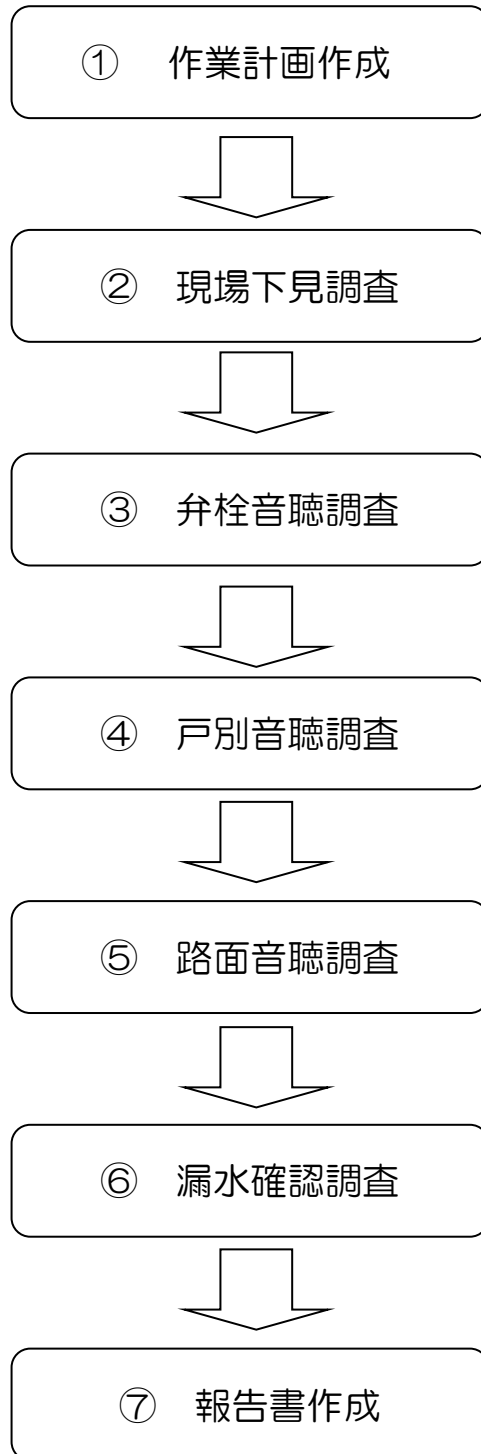 ① 作業計画作成
② 現場下見調査
③ 弁栓音聴調査
④ 戸別音聴調査
⑤ 路面音聴調査
⑥ 漏水確認調査
⑦ 報告書作成